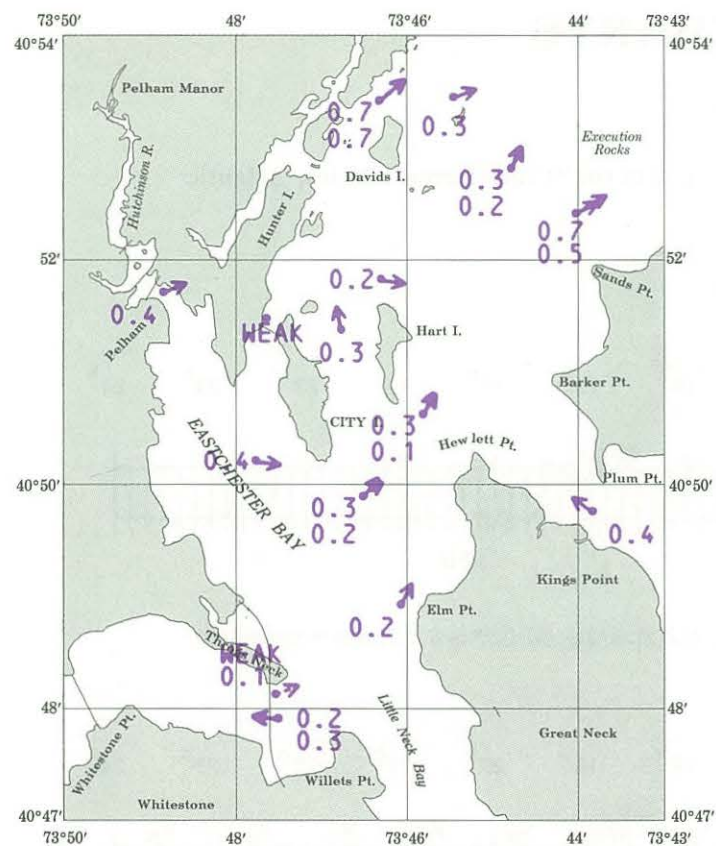 73°50′
48′
73°46′
44′
73°43′
40°54′
40°54′
Pelham Manor
0.7
0.7
0.3
Execution
Rocks
Hutchinson R.
Davids I.
0.3
0.2
Hunter I.
0.7
0.5
52′
52′
0.2
Sands Pt.
0.4
Pelham
WEAK
0.3
Hart I.
Barker Pt.
CITY I.
0.3
0.1
Hewlett Pt.
EASTCHESTER BAY
0.4
Plum Pt.
40°50′
40°50′
0.3
0.2
0.4
Kings Point
Elm Pt.
0.2
Throgs Neck
WEAK
0.1
48′
48′
0.2
0.3
Little Neck Bay
Great Neck
Whitestone Pt.
Willets Pt.
Whitestone
40°47′
40°47′
73°50′
48′
73°46′
44′
73°43′